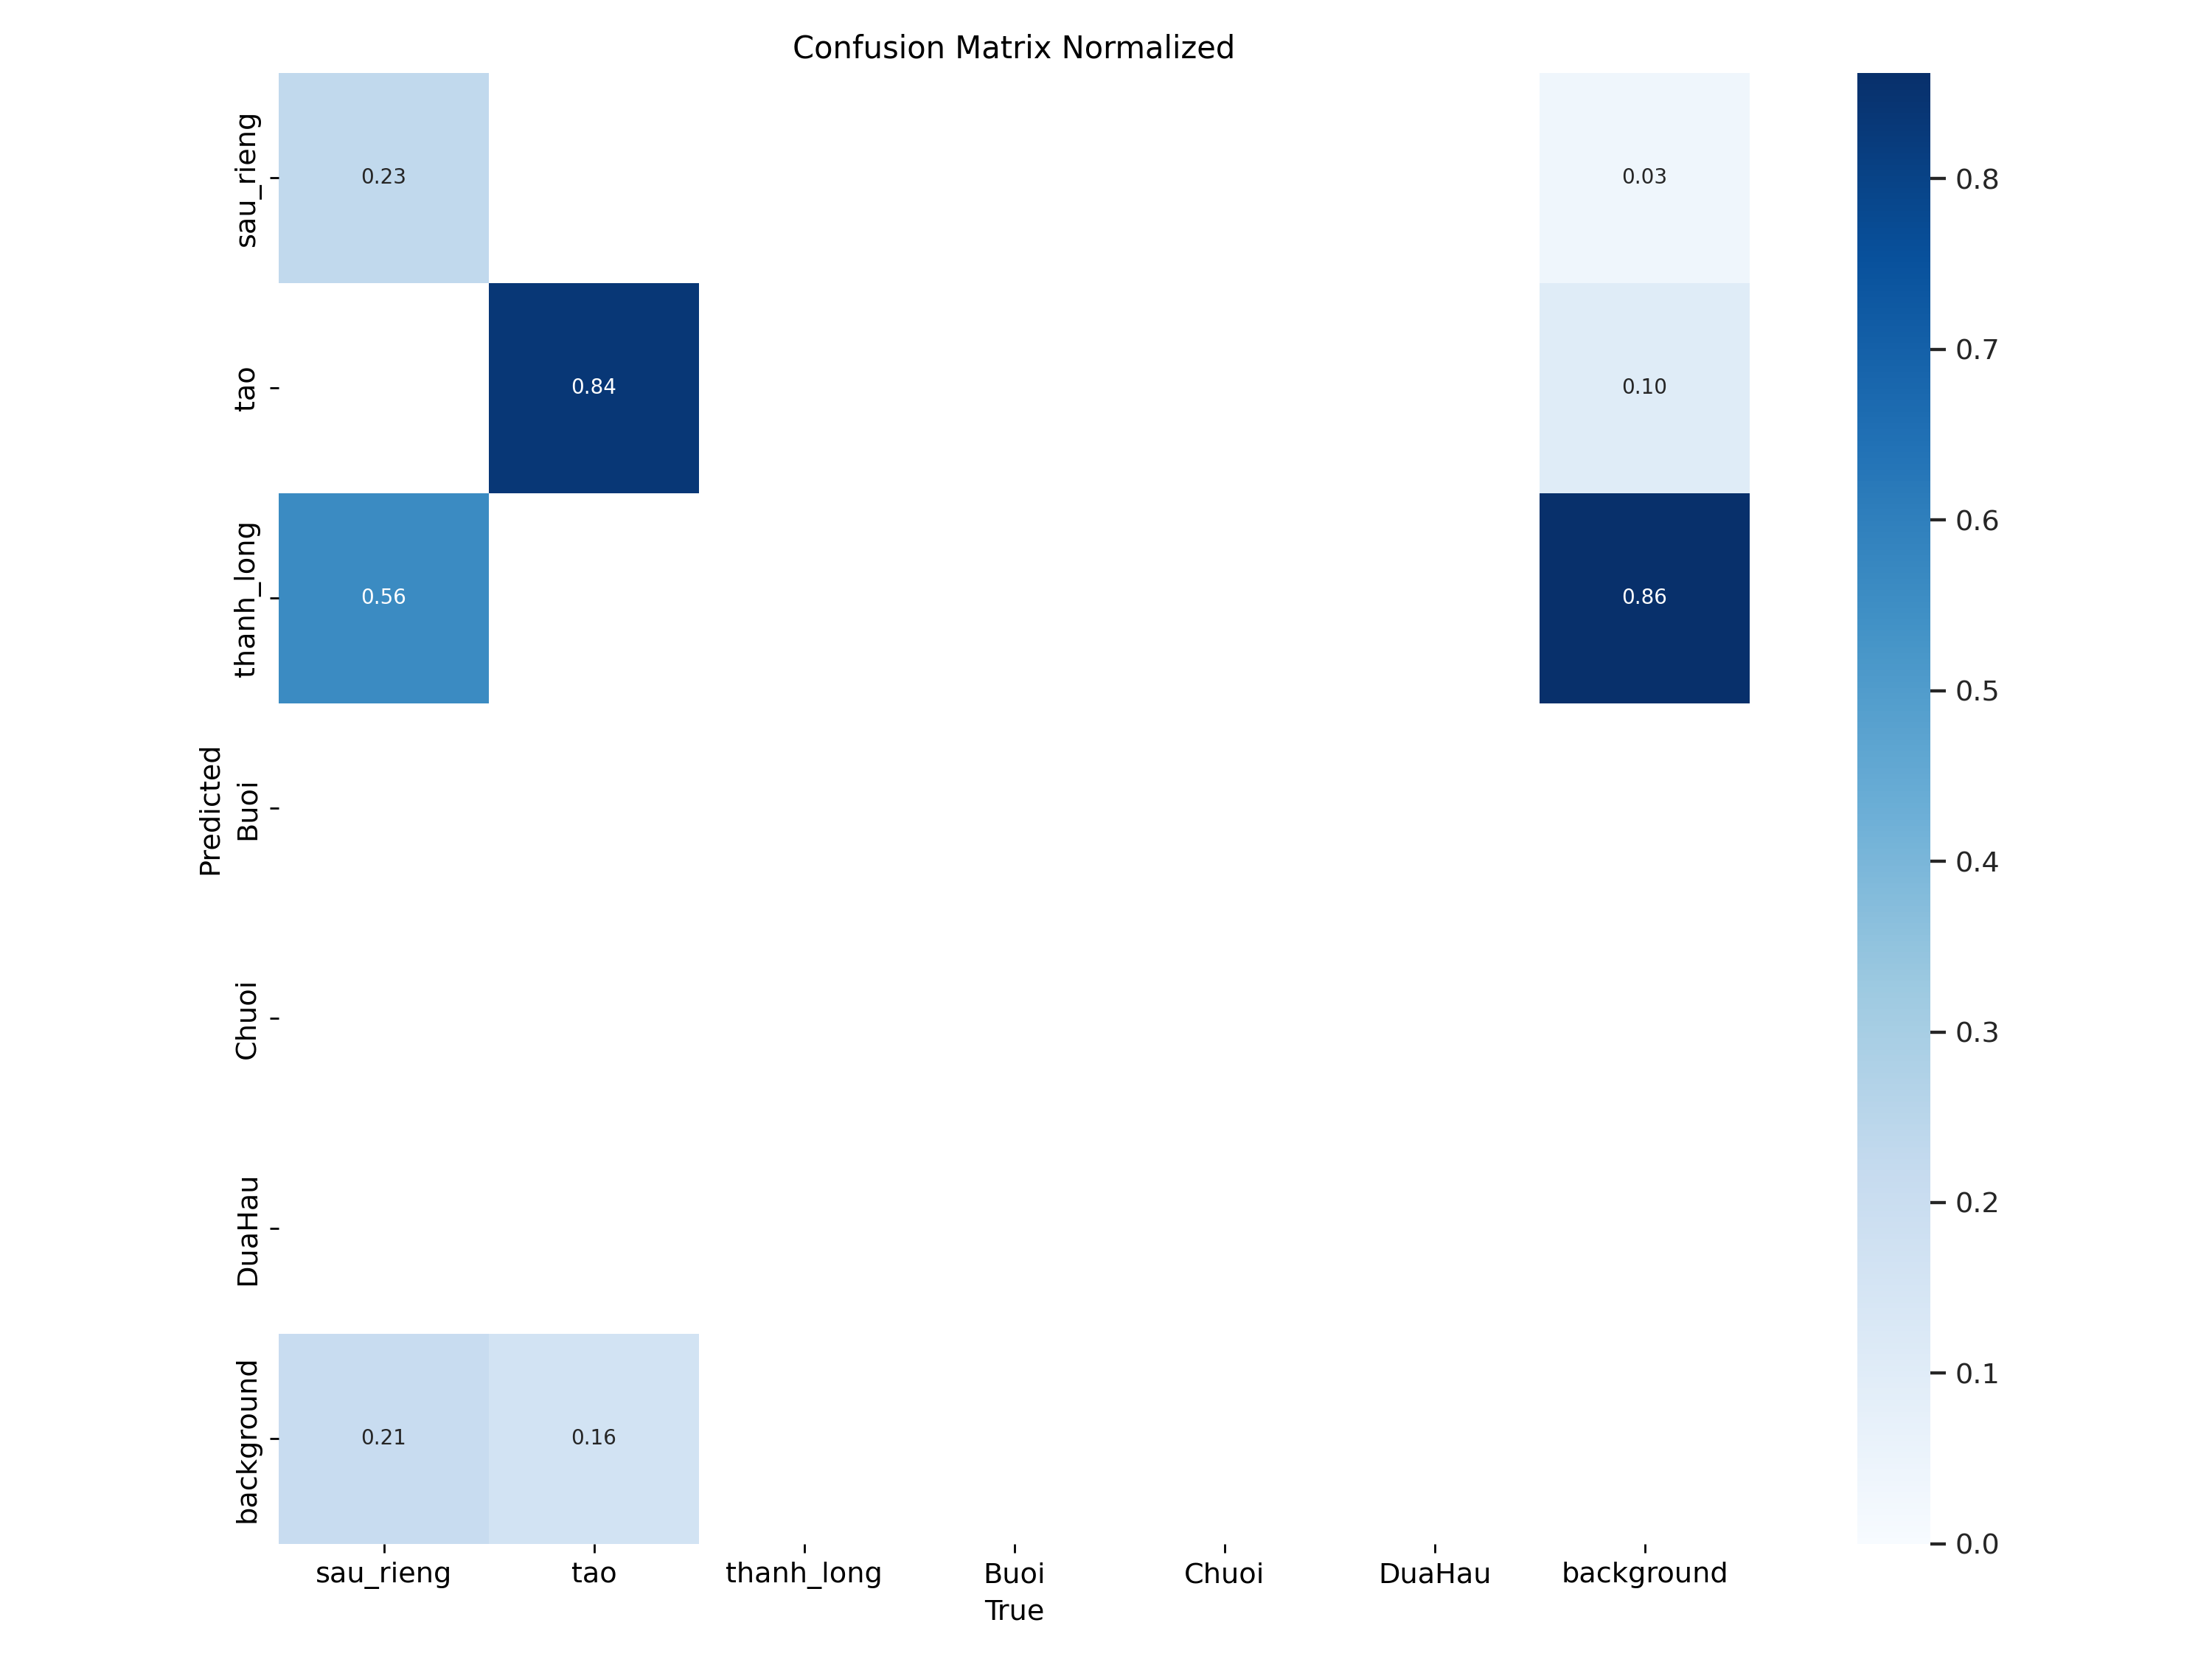 Confusion Matrix Normalized
sau_rieng
0.23
0.03
0.8
tao
0.84
0.10
0.7
thanh_long
0.56
0.86
0.6
0.5
Predicted
Buoi
0.4
Chuoi
0.3
DuaHau
0.2
background
0.21
0.16
0.1
0.0
sau_rieng tao thanh_long Buoi Chuoi DuaHau background
True